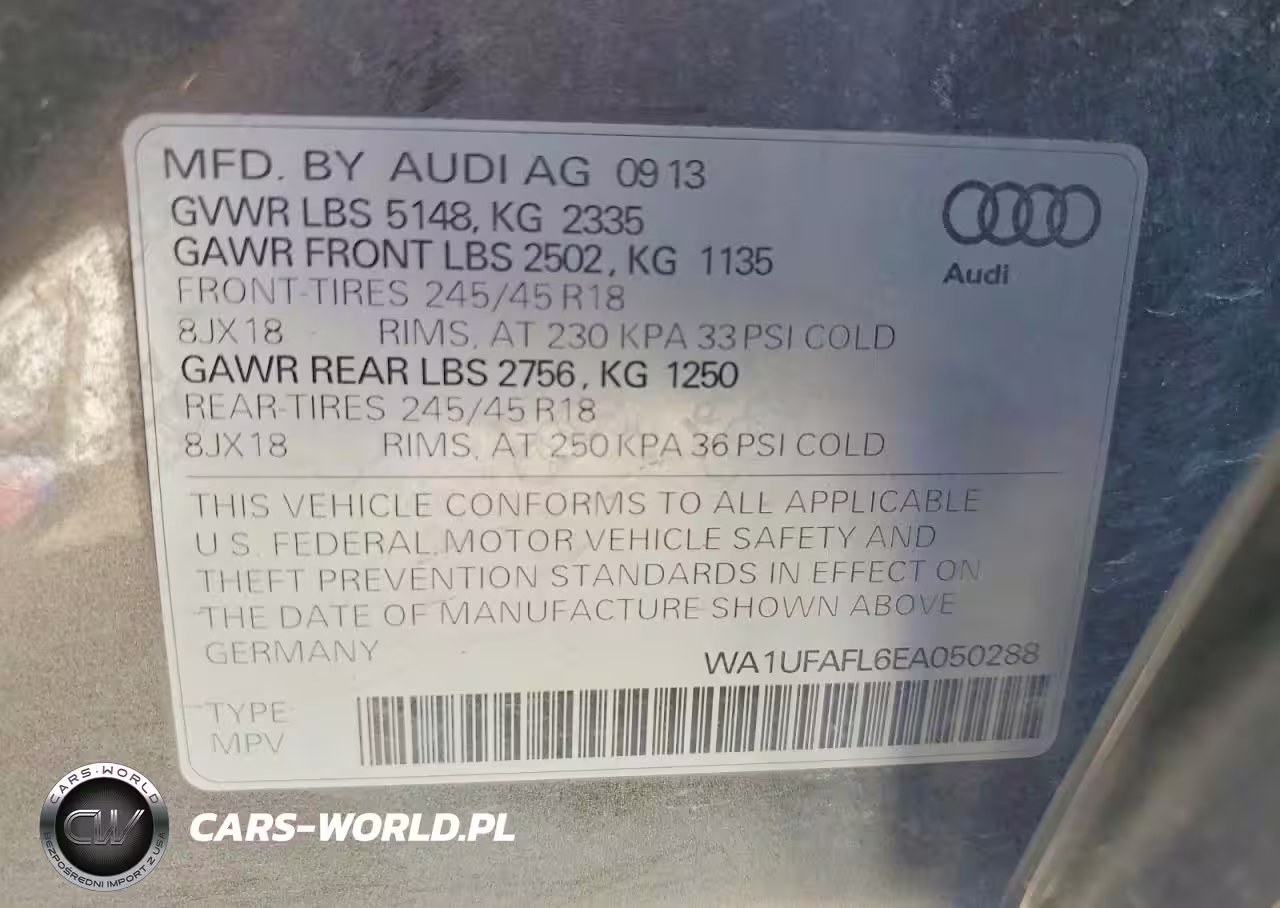 MFD. BY AUDI AG 09 13
GVWR LBS 5148, KG 2335
GAWR FRONT LBS 2502, KG 1135
FRONT-TIRES 245/45 R18
8JX18 RIMS, AT 230 KPA 33 PSI COLD
GAWR REAR LBS 2756, KG 1250
REAR-TIRES 245/45 R18
8JX18 RIMS, AT 250 KPA 36 PSI COLD
Audi
THIS VEHICLE CONFORMS TO ALL APPLICABLE
U.S. FEDERAL MOTOR VEHICLE SAFETY AND
THEFT PREVENTION STANDARDS IN EFFECT ON
THE DATE OF MANUFACTURE SHOWN ABOVE
GERMANY WA1UFAFL6EA050288
TYPE
MPV
CARS-WORLD
CW
BEZPOŚREDNI IMPORT Z USA
CARS-WORLD.PL